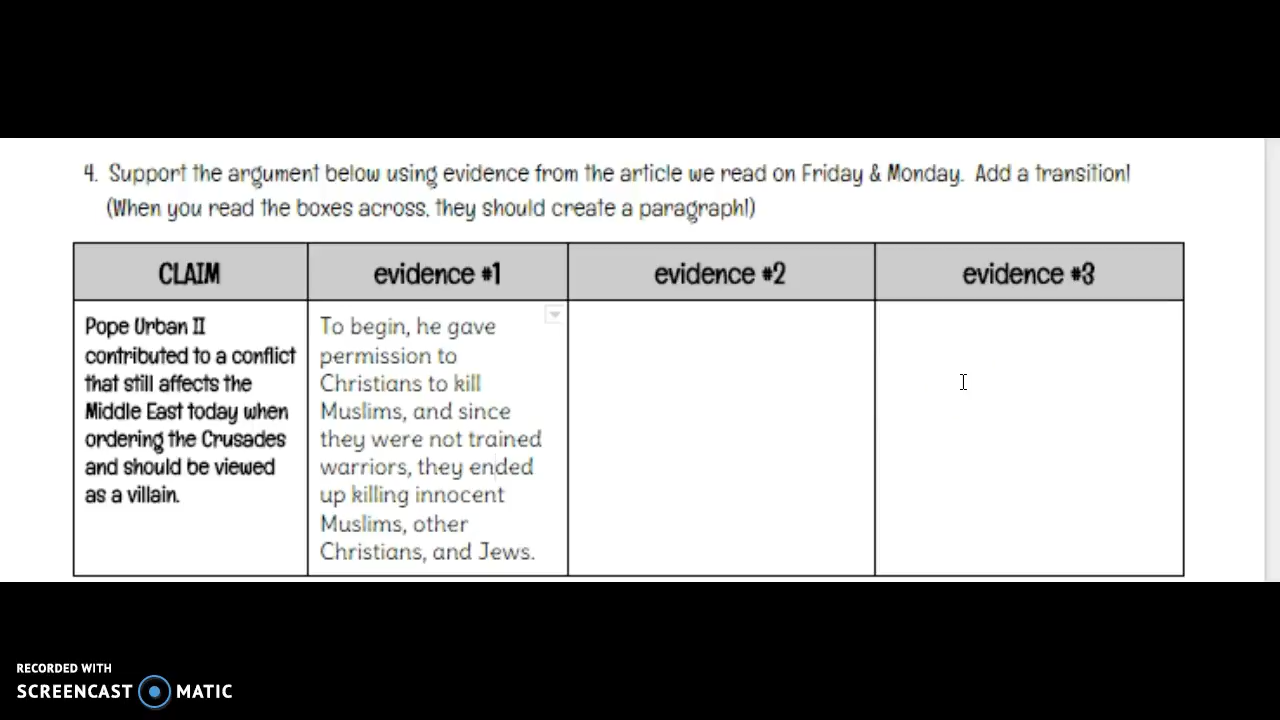 4. Support the argument below using evidence from the article we read on Friday & Monday. Add a transition!
(When you read the boxes across, they should create a paragraph!)
CLAIM
evidence #1
evidence #2
evidence #3
Pope Urban II
contributed to a conflict
that still affects the
Middle East today when
ordering the Crusades
and should be viewed
as a villain.
To begin, he gave
permission to
Christians to kill
Muslims, and since
they were not trained
warriors, they ended
up killing innocent
Muslims, other
Christians, and Jews.
RECORDED WITH
SCREENCAST MATIC